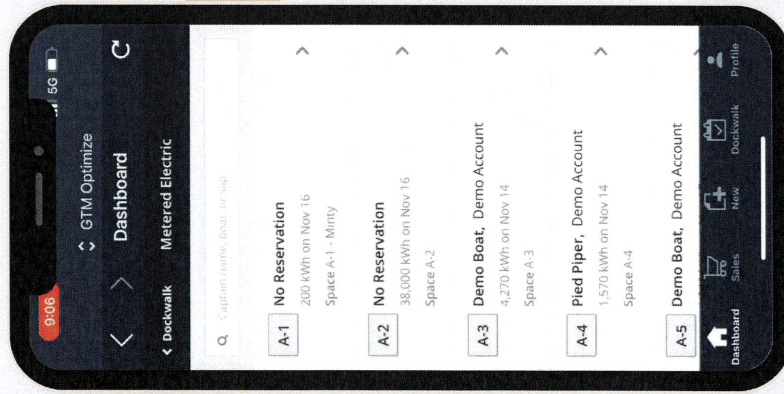 9:06
5G
GTM Optimize
Dashboard
Dockwalk
Metered Electric
Captain name, boat, or slip
A-1
No Reservation
200 kWh on Nov 16
Space A-1 - Minty
A-2
No Reservation
38,000 kWh on Nov 16
Space A-2
A-3
Demo Boat, Demo Account
4,270 kWh on Nov 14
Space A-3
A-4
Pied Piper, Demo Account
1,570 kWh on Nov 14
Space A-4
A-5
Demo Boat, Demo Account
Dashboard
Sales
New
Dockwalk
Profile